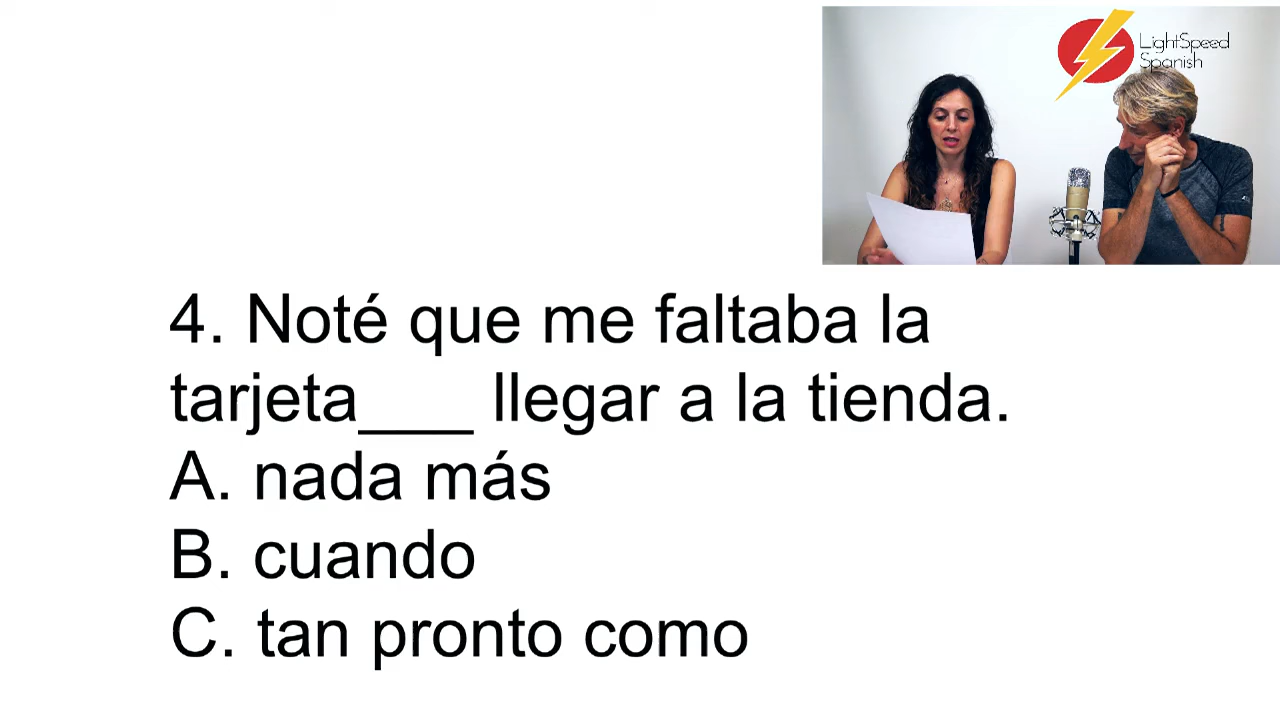 LightSpeed
Spanish
4. Noté que me faltaba la
tarjeta___ llegar a la tienda.
A. nada más
B. cuando
C. tan pronto como